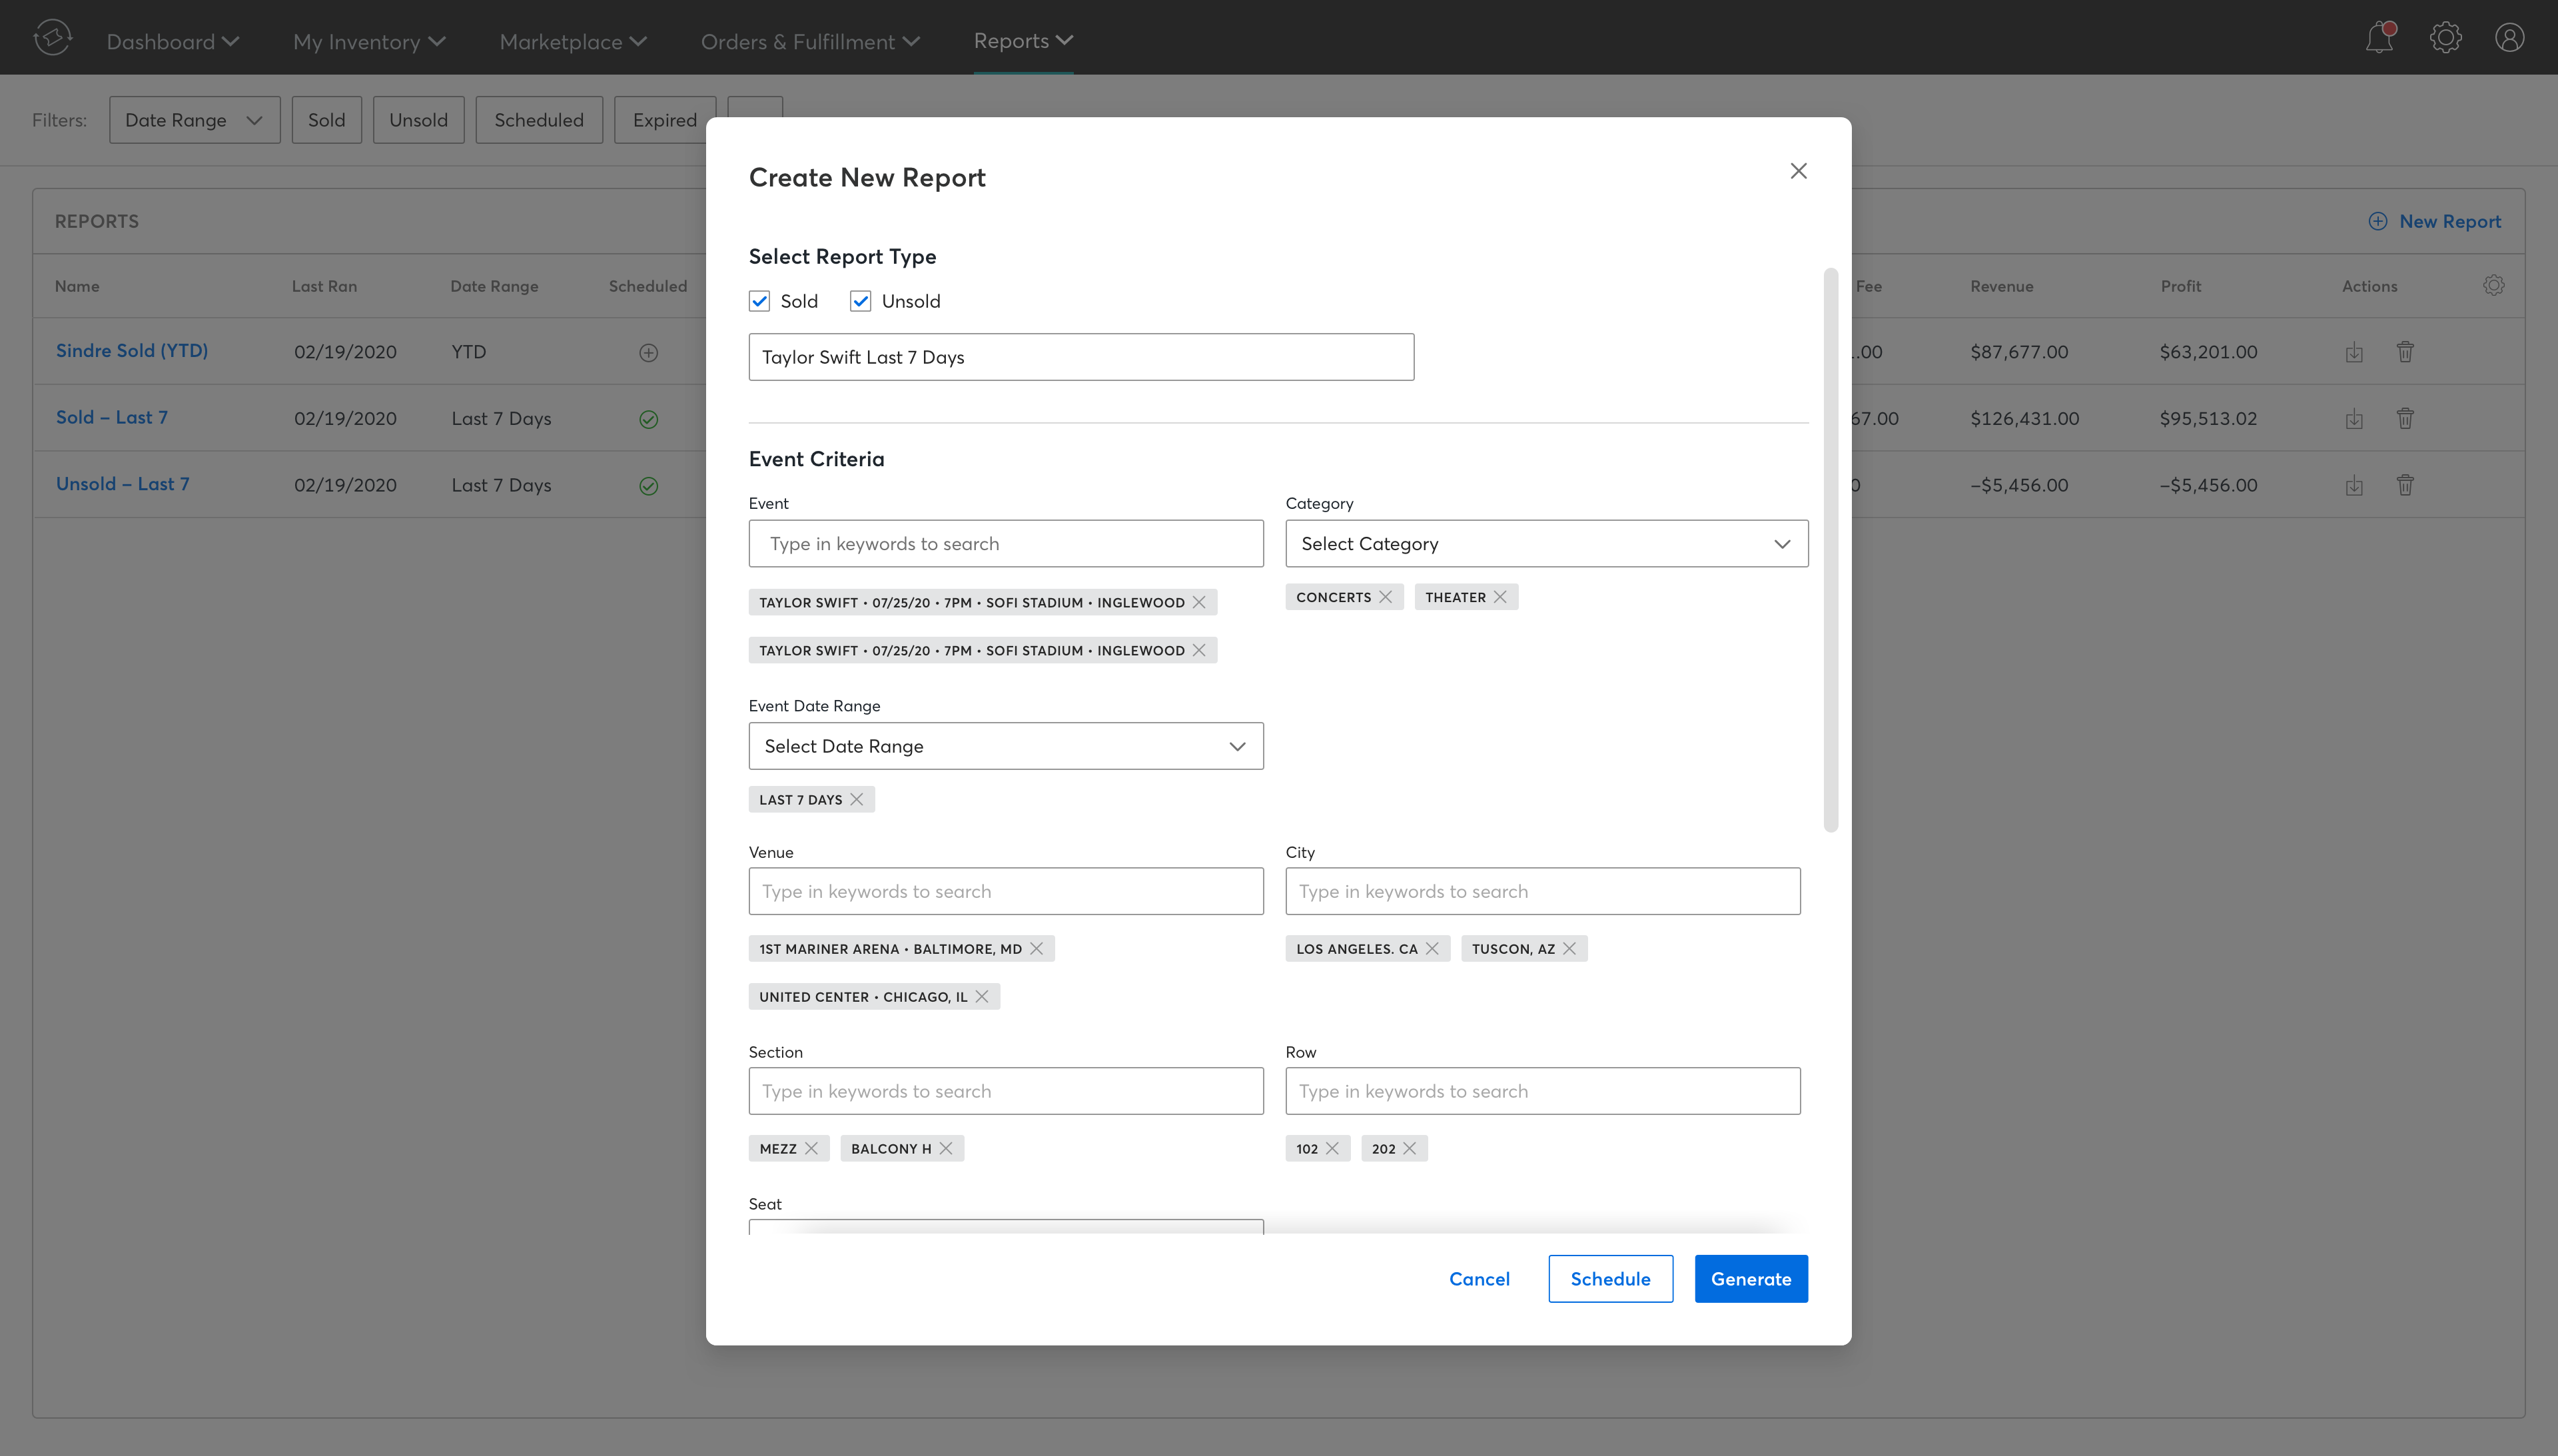 Dashboard My Inventory Marketplace Orders & Fulfillment Reports
Filters: Date Range Sold Unsold Scheduled Expired
REPORTS
New Report
Name Last Ran Date Range Scheduled Fee Revenue Profit Actions
Sindre Sold (YTD) 02/19/2020 YTD .00 $87,677.00 $63,201.00
Sold – Last 7 02/19/2020 Last 7 Days 67.00 $126,431.00 $95,513.02
Unsold – Last 7 02/19/2020 Last 7 Days 0 –$5,456.00 –$5,456.00
Create New Report
Select Report Type
Sold Unsold
Taylor Swift Last 7 Days
Event Criteria
Event Category
Type in keywords to search Select Category
TAYLOR SWIFT • 07/25/20 • 7PM • SOFI STADIUM • INGLEWOOD CONCERTS THEATER
TAYLOR SWIFT • 07/25/20 • 7PM • SOFI STADIUM • INGLEWOOD
Event Date Range
Select Date Range
LAST 7 DAYS
Venue City
Type in keywords to search Type in keywords to search
1ST MARINER ARENA • BALTIMORE, MD LOS ANGELES. CA TUSCON, AZ
UNITED CENTER • CHICAGO, IL
Section Row
Type in keywords to search Type in keywords to search
MEZZ BALCONY H 102 202
Seat
Cancel Schedule Generate